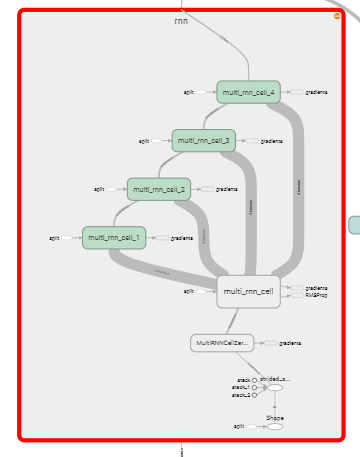 rnn
split
multi_rnn_cell_4
gradients
split
multi_rnn_cell_3
gradients
split
multi_rnn_cell_2
gradients
split
multi_rnn_cell_1
gradients
split
multi_rnn_cell
gradients
RMSProp
MultiRNNCellZer...
gradients
stack
stack_1
stack_2
strided_s...
Shape
split